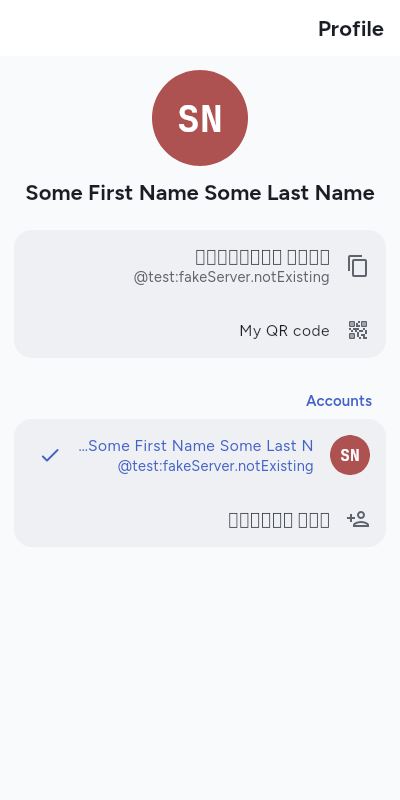 Profile
SN
Some First Name Some Last Name
@test:fakeServer.notExisting
My QR code
Accounts
Some First Name Some Last N...
@test:fakeServer.notExisting
SN